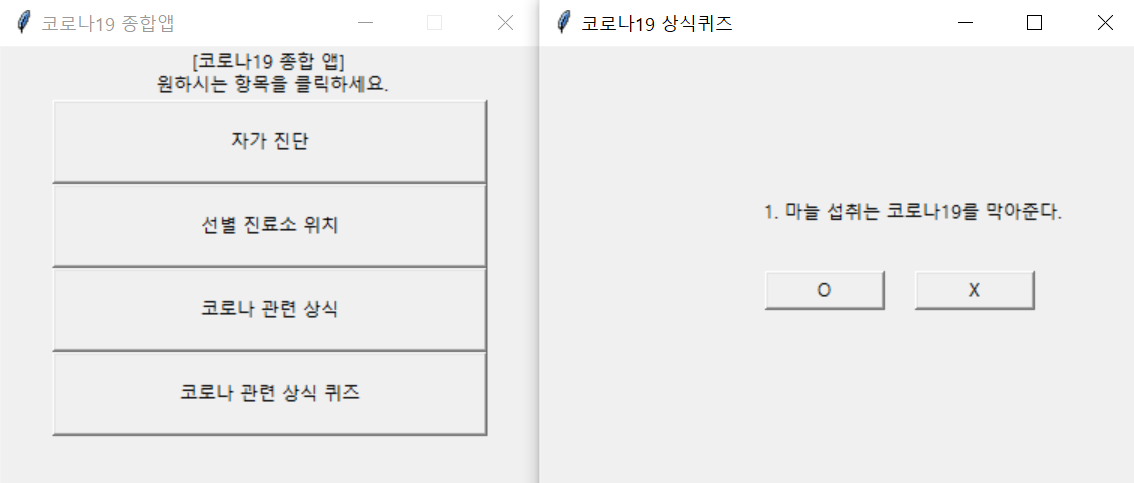 코로나19 종합앱
[코로나19 종합 앱]
원하시는 항목을 클릭하세요.
자가 진단
선별 진료소 위치
코로나 관련 상식
코로나 관련 상식 퀴즈
코로나19 상식퀴즈
1. 마늘 섭취는 코로나19를 막아준다.
O
X